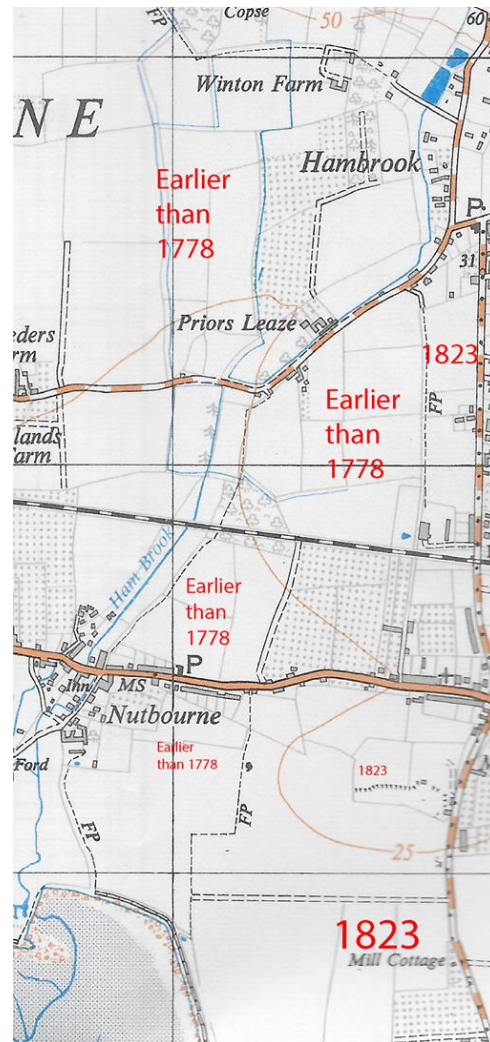 FP
Copse
60
50
Winton Farm
N E
Hambrook
Earlier
than
1778
P
31
Priors Leaze
eders
rm
1823
Earlier
than
1778
FP
lands
arm
Ham Brook
Earlier
than
1778
P
Inn
MS
Nutbourne
Earlier
than 1778
1823
Ford
FP
FP
25
1823
Mill Cottage